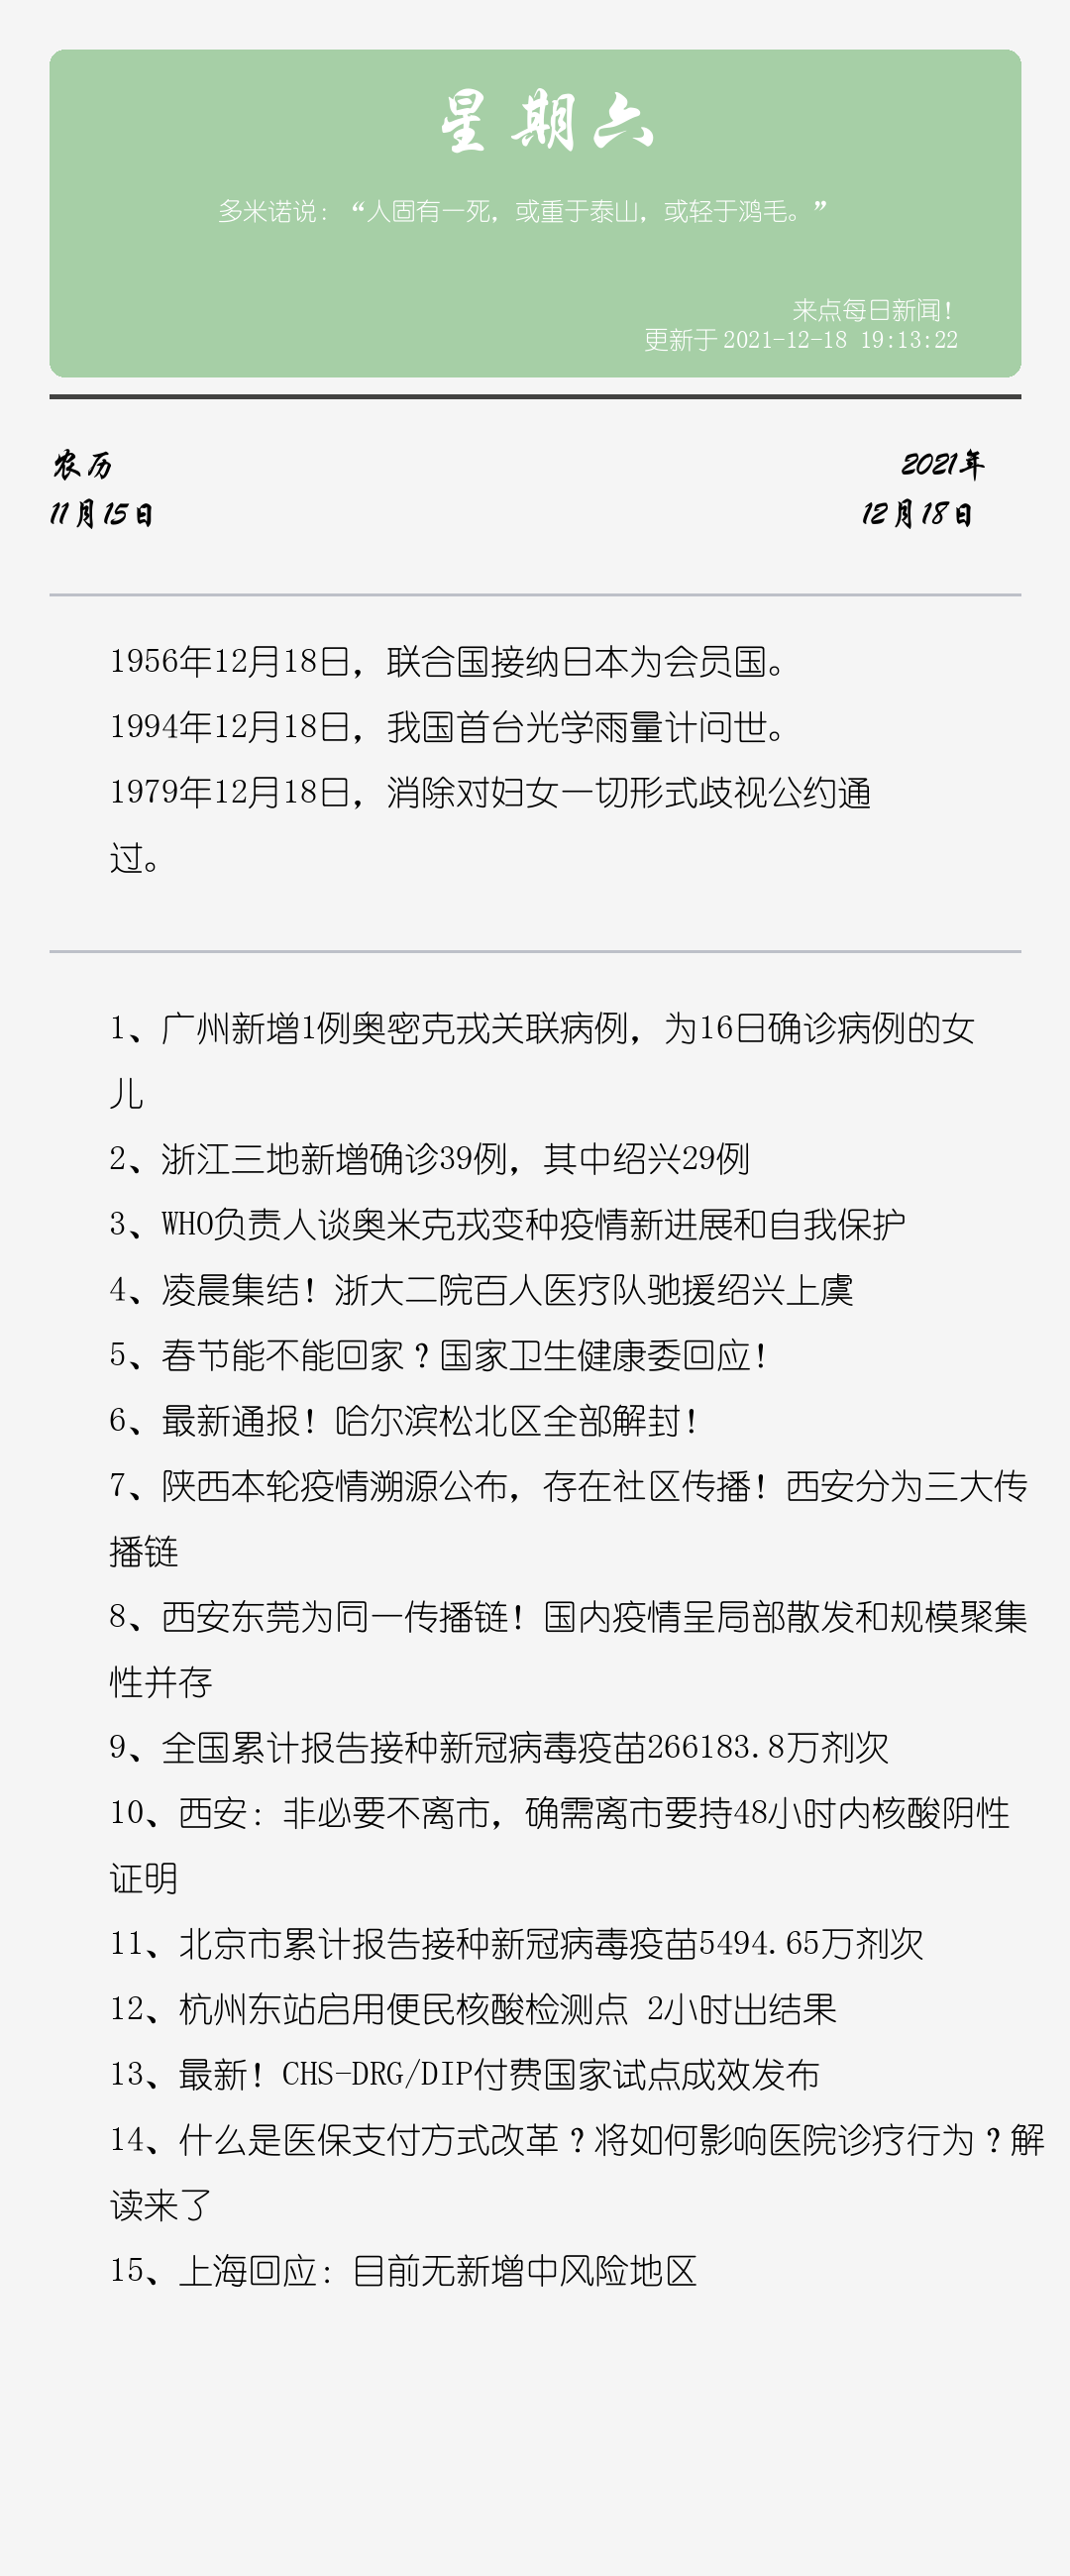 星期六
多米诺说：“人固有一死，或重于泰山，或轻于鸿毛。”
来点每日新闻！
更新于2021-12-18 19:13:22
农历
2021年
11月15日
12月18日
1956年12月18日，联合国接纳日本为会员国。
1994年12月18日，我国首台光学雨量计问世。
1979年12月18日，消除对妇女一切形式歧视公约通
过。
1、广州新增1例奥密克戎关联病例，为16日确诊病例的女
儿
2、浙江三地新增确诊39例，其中绍兴29例
3、WHO负责人谈奥米克戎变种疫情新进展和自我保护
4、凌晨集结！浙大二院百人医疗队驰援绍兴上虞
5、春节能不能回家？国家卫生健康委回应！
6、最新通报！哈尔滨松北区全部解封！
7、陕西本轮疫情溯源公布，存在社区传播！西安分为三大传
播链
8、西安东莞为同一传播链！国内疫情呈局部散发和规模聚集
性并存
9、全国累计报告接种新冠病毒疫苗266183.8万剂次
10、西安：非必要不离市，确需离市要持48小时内核酸阴性
证明
11、北京市累计报告接种新冠病毒疫苗5494.65万剂次
12、杭州东站启用便民核酸检测点 2小时出结果
13、最新！CHS-DRG/DIP付费国家试点成效发布
14、什么是医保支付方式改革？将如何影响医院诊疗行为？解
读来了
15、上海回应：目前无新增中风险地区